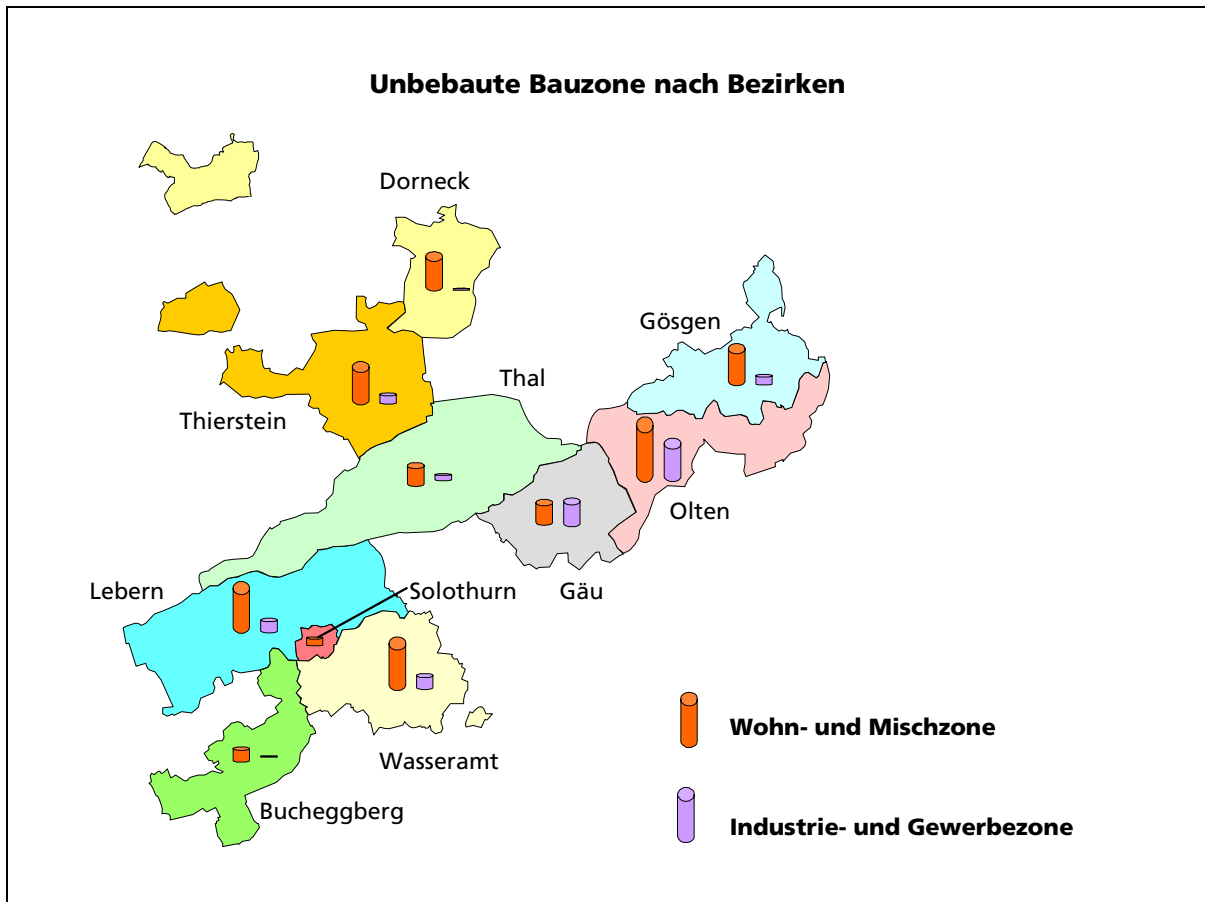 Unbebaute Bauzone nach Bezirken
Dorneck
Gösgen
Thal
Thierstein
Olten
Lebern
Solothurn
Gäu
Wohn- und Mischzone
Wasseramt
Bucheggberg
Industrie- und Gewerbezone